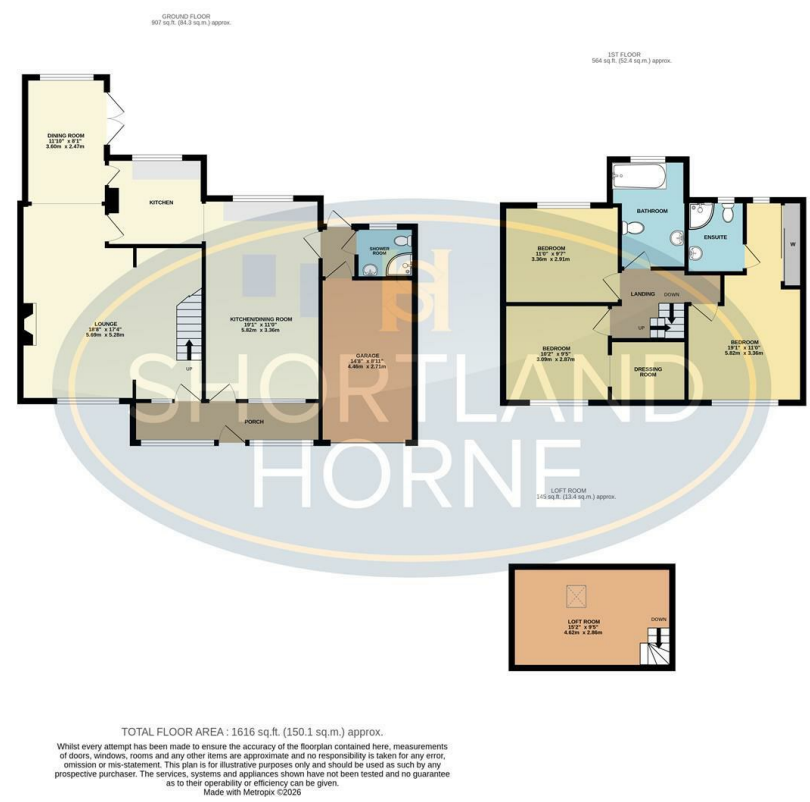 GROUND FLOOR
907 sq.ft. (84.3 sq.m.) approx.
1ST FLOOR
564 sq.ft. (52.4 sq.m.) approx.
DINING ROOM
11'10" x 8'1"
3.60m x 2.47m
KITCHEN
SHOWER
ROOM
LOUNGE
18'8" x 17'4"
5.69m x 5.28m
UP
KITCHEN/DINING ROOM
19'1" x 11'0"
5.82m x 3.36m
GARAGE
14'8" x 8'11"
4.46m x 2.71m
PORCH
BATHROOM
ENSUITE
W
BEDROOM
11'0" x 9'7"
3.36m x 2.91m
LANDING
DOWN
UP
BEDROOM
10'2" x 9'5"
3.09m x 2.87m
DRESSING
ROOM
BEDROOM
19'1" x 11'0"
5.82m x 3.36m
SHORTLAND
HORNE
LOFT ROOM
145 sq.ft. (13.4 sq.m.) approx.
LOFT ROOM
15'2" x 9'5"
4.62m x 2.86m
DOWN
TOTAL FLOOR AREA : 1616 sq.ft. (150.1 sq.m.) approx.
Whilst every attempt has been made to ensure the accuracy of the floorplan contained here, measurements
of doors, windows, rooms and any other items are approximate and no responsibility is taken for any error,
omission or mis-statement. This plan is for illustrative purposes only and should be used as such by any
prospective purchaser. The services, systems and appliances shown have not been tested and no guarantee
as to their operability or efficiency can be given.
Made with Metropix ©2026